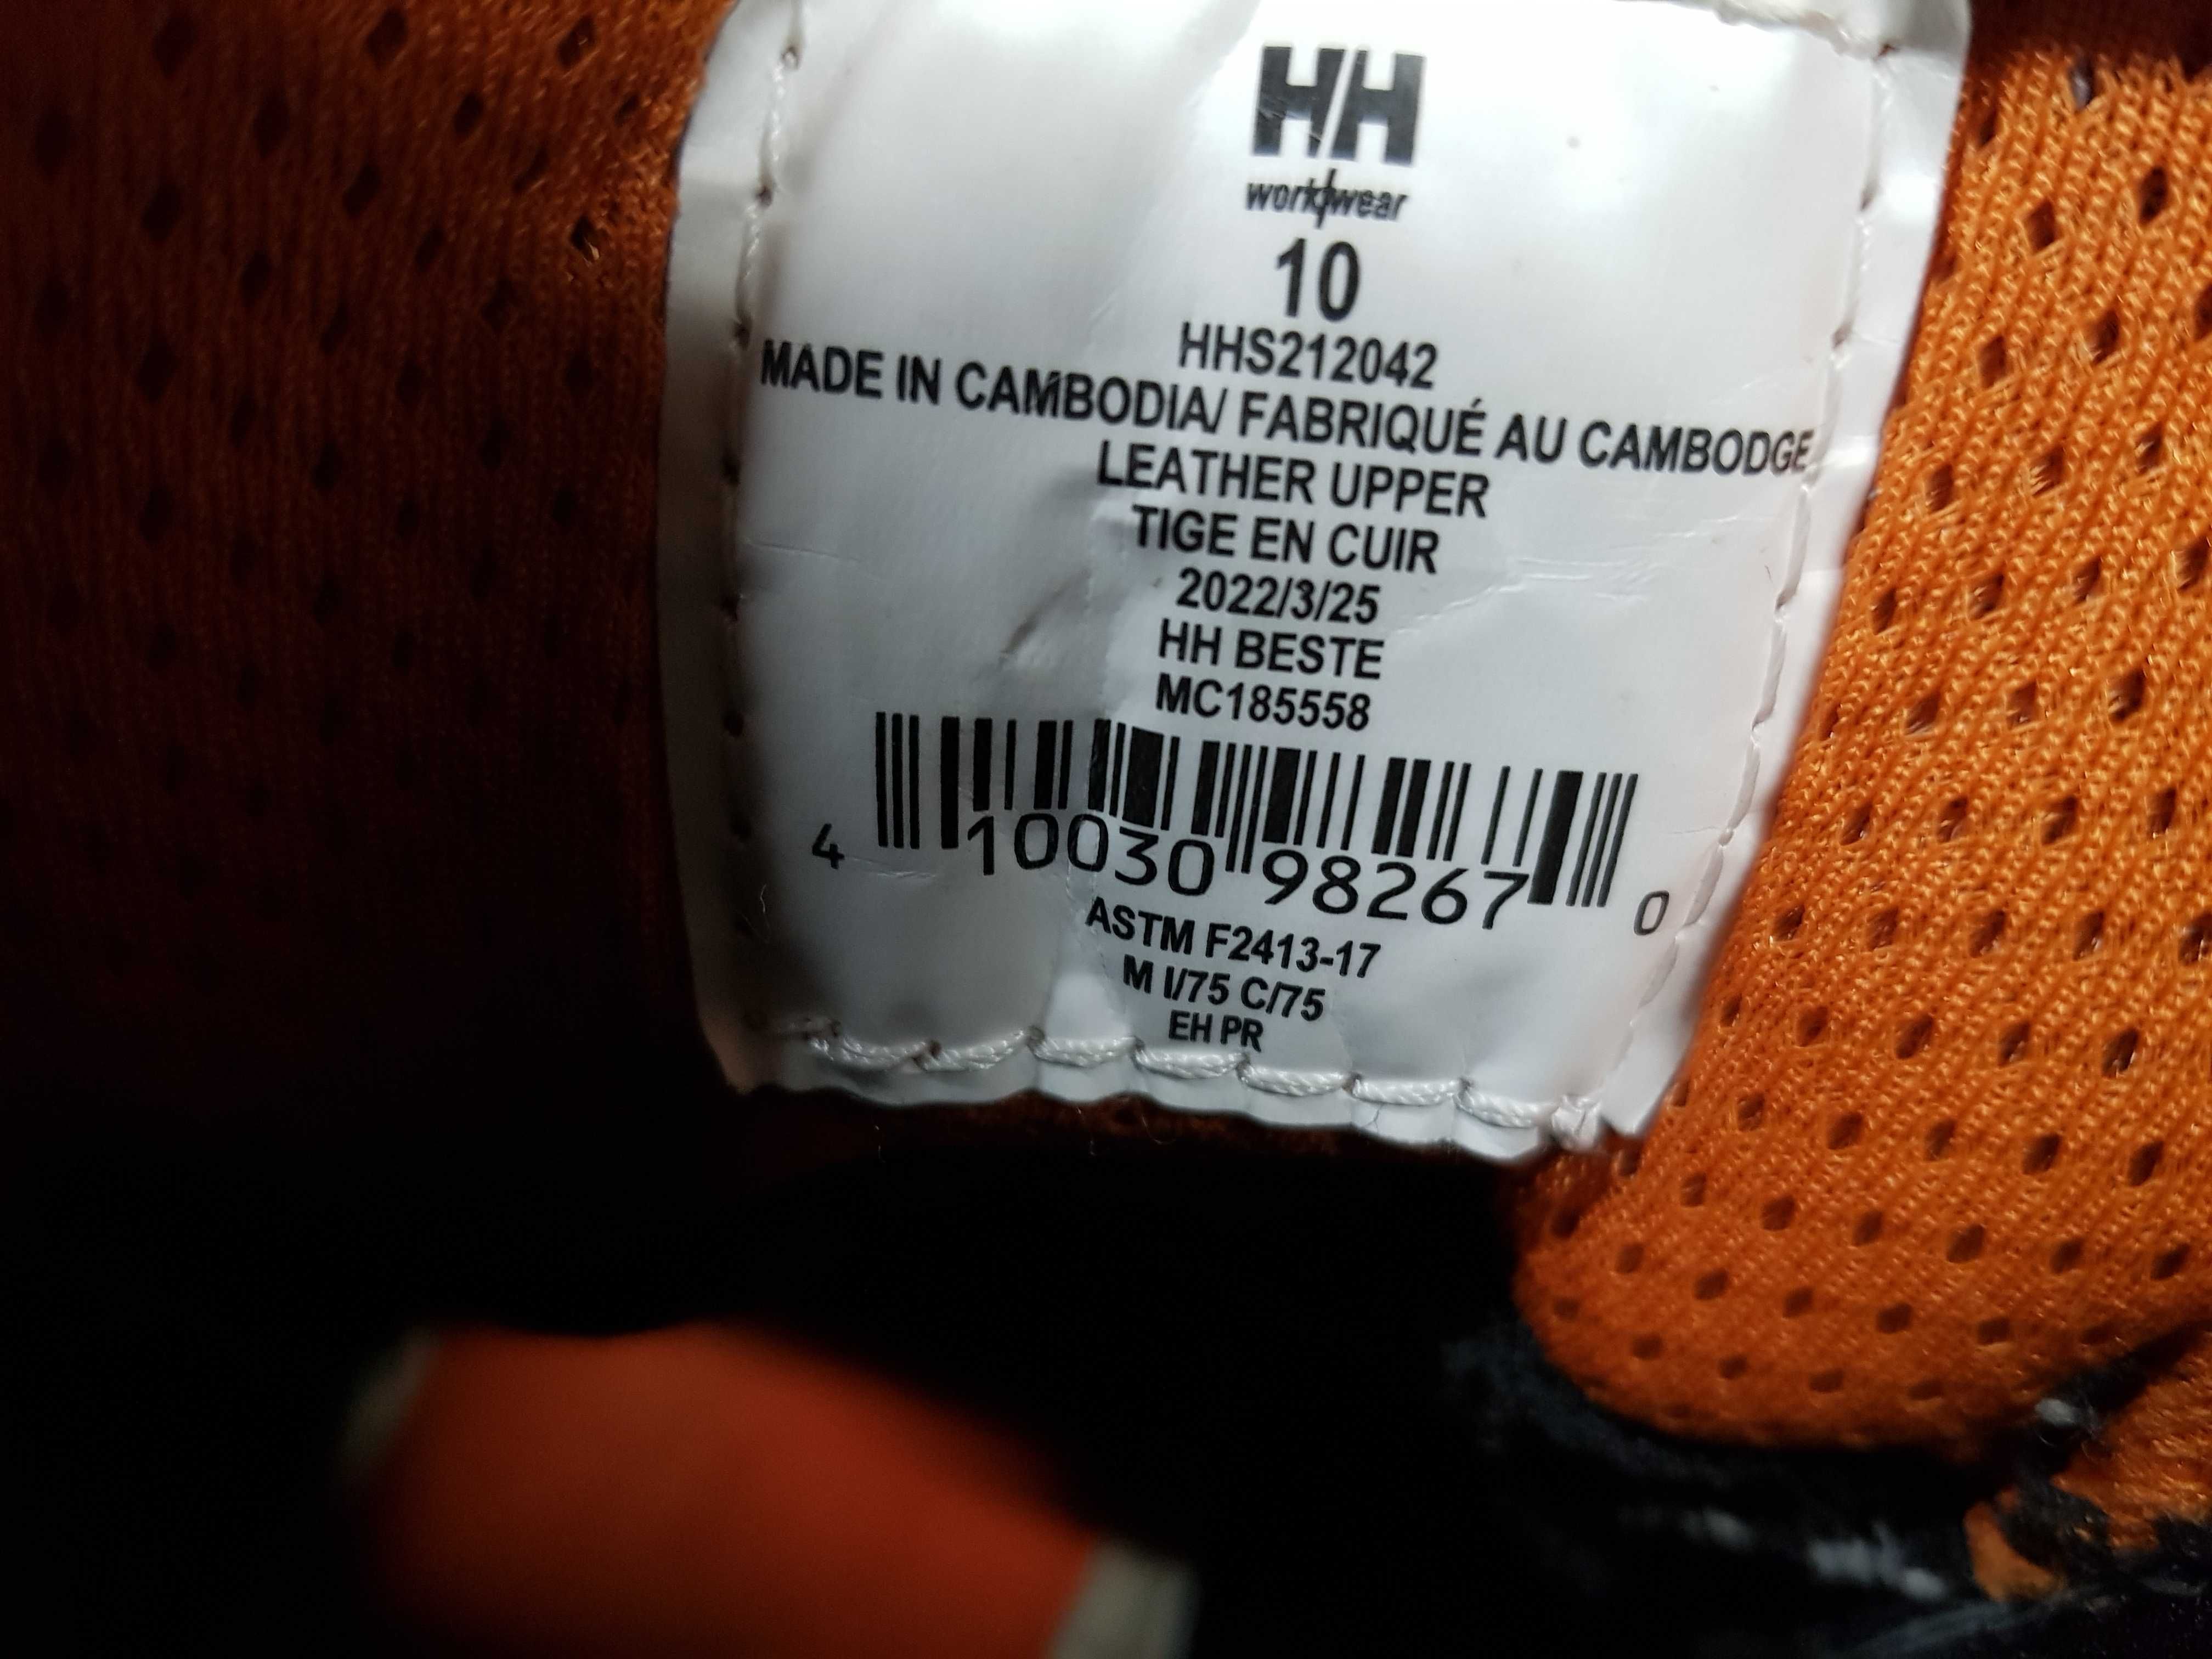 HH
workwear
10
HHS212042
MADE IN CAMBODIA/ FABRIQUÉ AU CAMBODGE
LEATHER UPPER
TIGE EN CUIR
2022/3/25
HH BESTE
MC185558
4 10030 98267 0
ASTM F2413-17
M I/75 C/75
EH PR